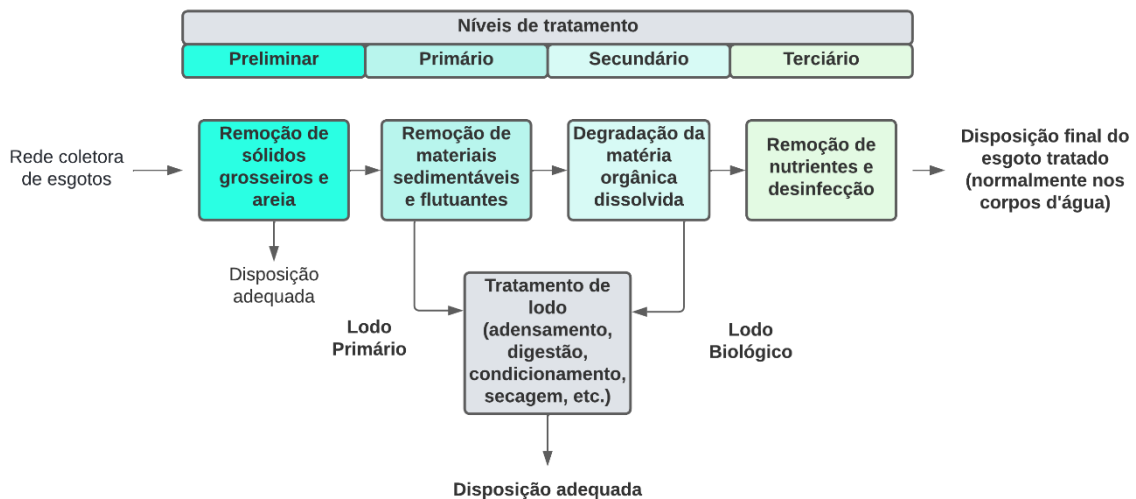 Níveis de tratamento
Preliminar
Primário
Secundário
Terciário
Rede coletora
de esgotos
Remoção de
sólidos
grosseiros e
areia
Remoção de
materiais
sedimentáveis
e flutuantes
Degradação da
matéria
orgânica
dissolvida
Remoção de
nutrientes e
desinfecção
Disposição final do
esgoto tratado
(normalmente nos
corpos d'água)
Disposição
adequada
Lodo
Primário
Tratamento de
lodo
(adensamento,
digestão,
condicionamento,
secagem, etc.)
Lodo
Biológico
Disposição adequada